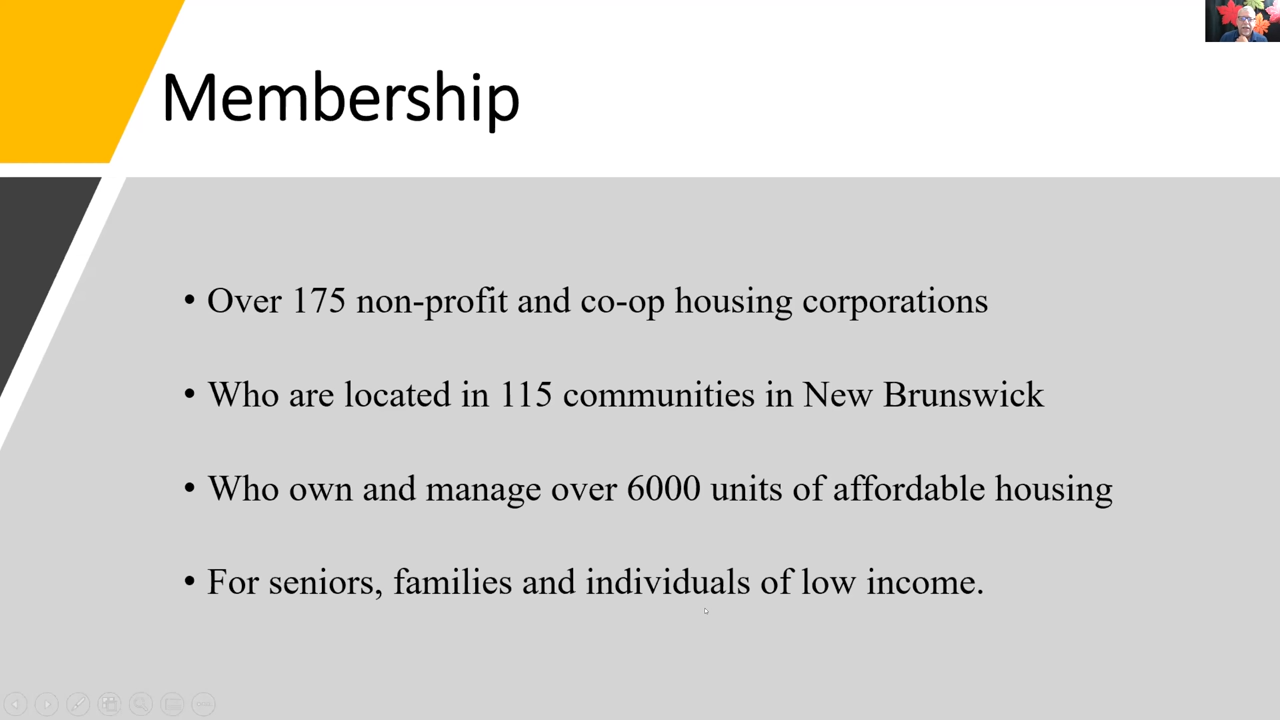 Membership
• Over 175 non-profit and co-op housing corporations
• Who are located in 115 communities in New Brunswick
• Who own and manage over 6000 units of affordable housing
• For seniors, families and individuals of low income.